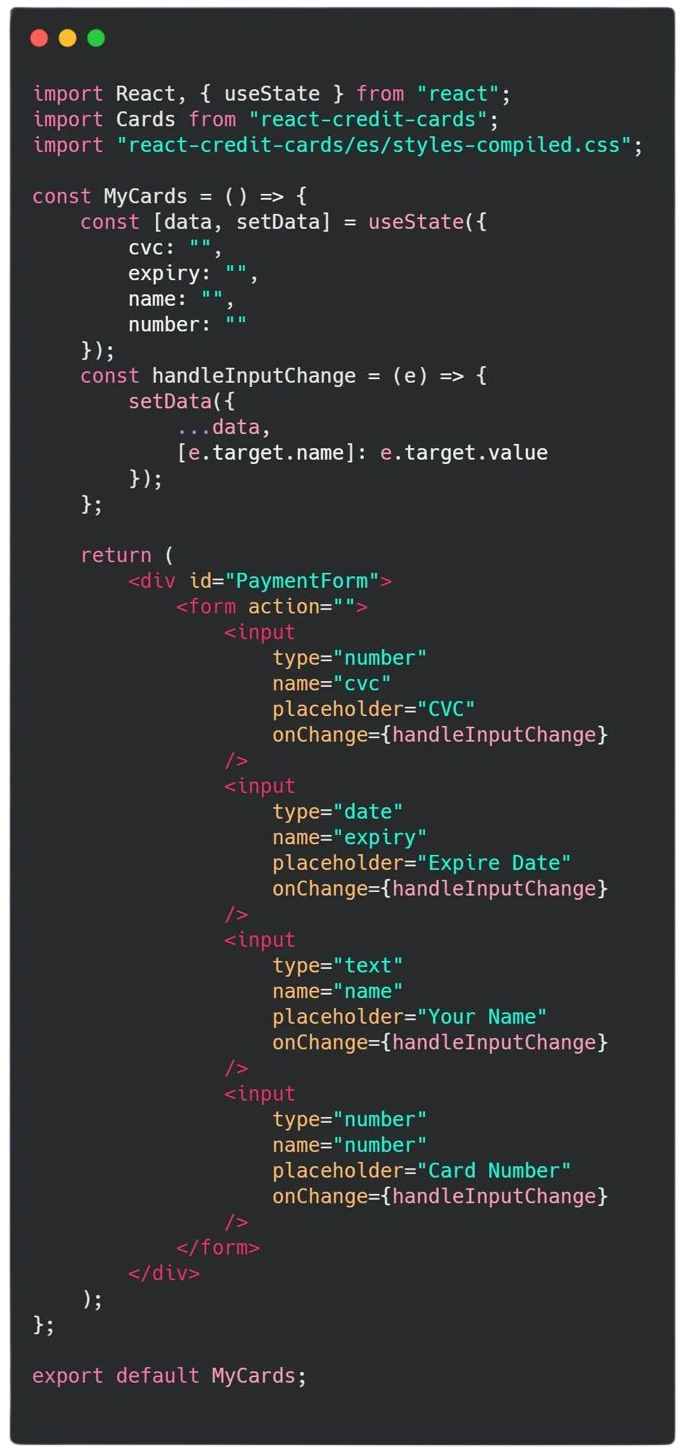 import React, { useState } from "react";
import Cards from "react-credit-cards";
import "react-credit-cards/es/styles-compiled.css";

const MyCards = () => {
    const [data, setData] = useState({
        cvc: "",
        expiry: "",
        name: "",
        number: ""
    });
    const handleInputChange = (e) => {
        setData({
            ...data,
            [e.target.name]: e.target.value
        });
    };

    return (
        <div id="PaymentForm">
            <form action="">
                <input
                    type="number"
                    name="cvc"
                    placeholder="CVC"
                    onChange={handleInputChange}
                />
                <input
                    type="date"
                    name="expiry"
                    placeholder="Expire Date"
                    onChange={handleInputChange}
                />
                <input
                    type="text"
                    name="name"
                    placeholder="Your Name"
                    onChange={handleInputChange}
                />
                <input
                    type="number"
                    name="number"
                    placeholder="Card Number"
                    onChange={handleInputChange}
                />
            </form>
        </div>
    );
};

export default MyCards;